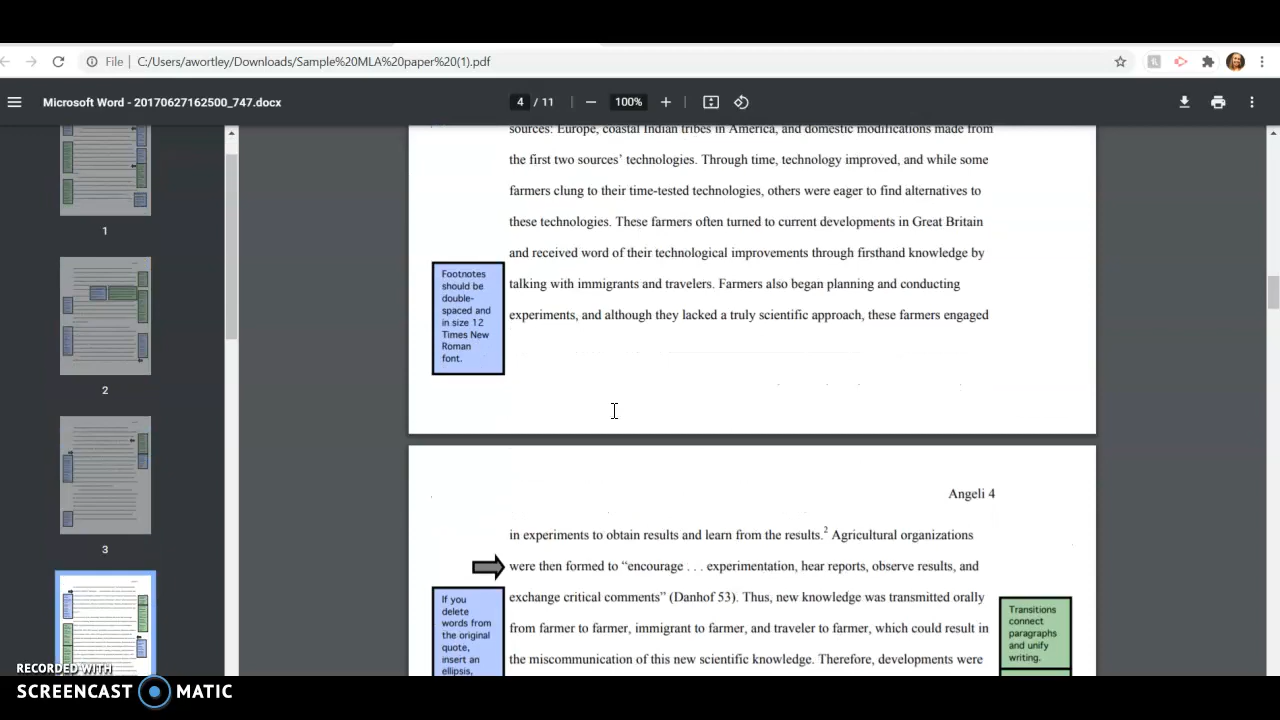 File | C:/Users/awortley/Downloads/Sample%20MLA%20paper%20(1).pdf
Microsoft Word - 20170627162500_747.docx
4 / 11
100%
1
2
3
sources: Europe, coastal Indian tribes in America, and domestic modifications made from
the first two sources’ technologies. Through time, technology improved, and while some
farmers clung to their time-tested technologies, others were eager to find alternatives to
these technologies. These farmers often turned to current developments in Great Britain
and received word of their technological improvements through firsthand knowledge by
talking with immigrants and travelers. Farmers also began planning and conducting
experiments, and although they lacked a truly scientific approach, these farmers engaged
Footnotes
should be
double-
spaced and
in size 12
Times New
Roman
font.
Angeli 4
in experiments to obtain results and learn from the results.2 Agricultural organizations
were then formed to “encourage . . . experimentation, hear reports, observe results, and
exchange critical comments” (Danhof 53). Thus, new knowledge was transmitted orally
from farmer to farmer, immigrant to farmer, and traveler to farmer, which could result in
the miscommunication of this new scientific knowledge. Therefore, developments were
If you
delete
words from
the original
quote,
insert an
ellipsis,
Transitions
connect
paragraphs
and unify
writing.
RECORDED WITH
SCREENCAST MATIC